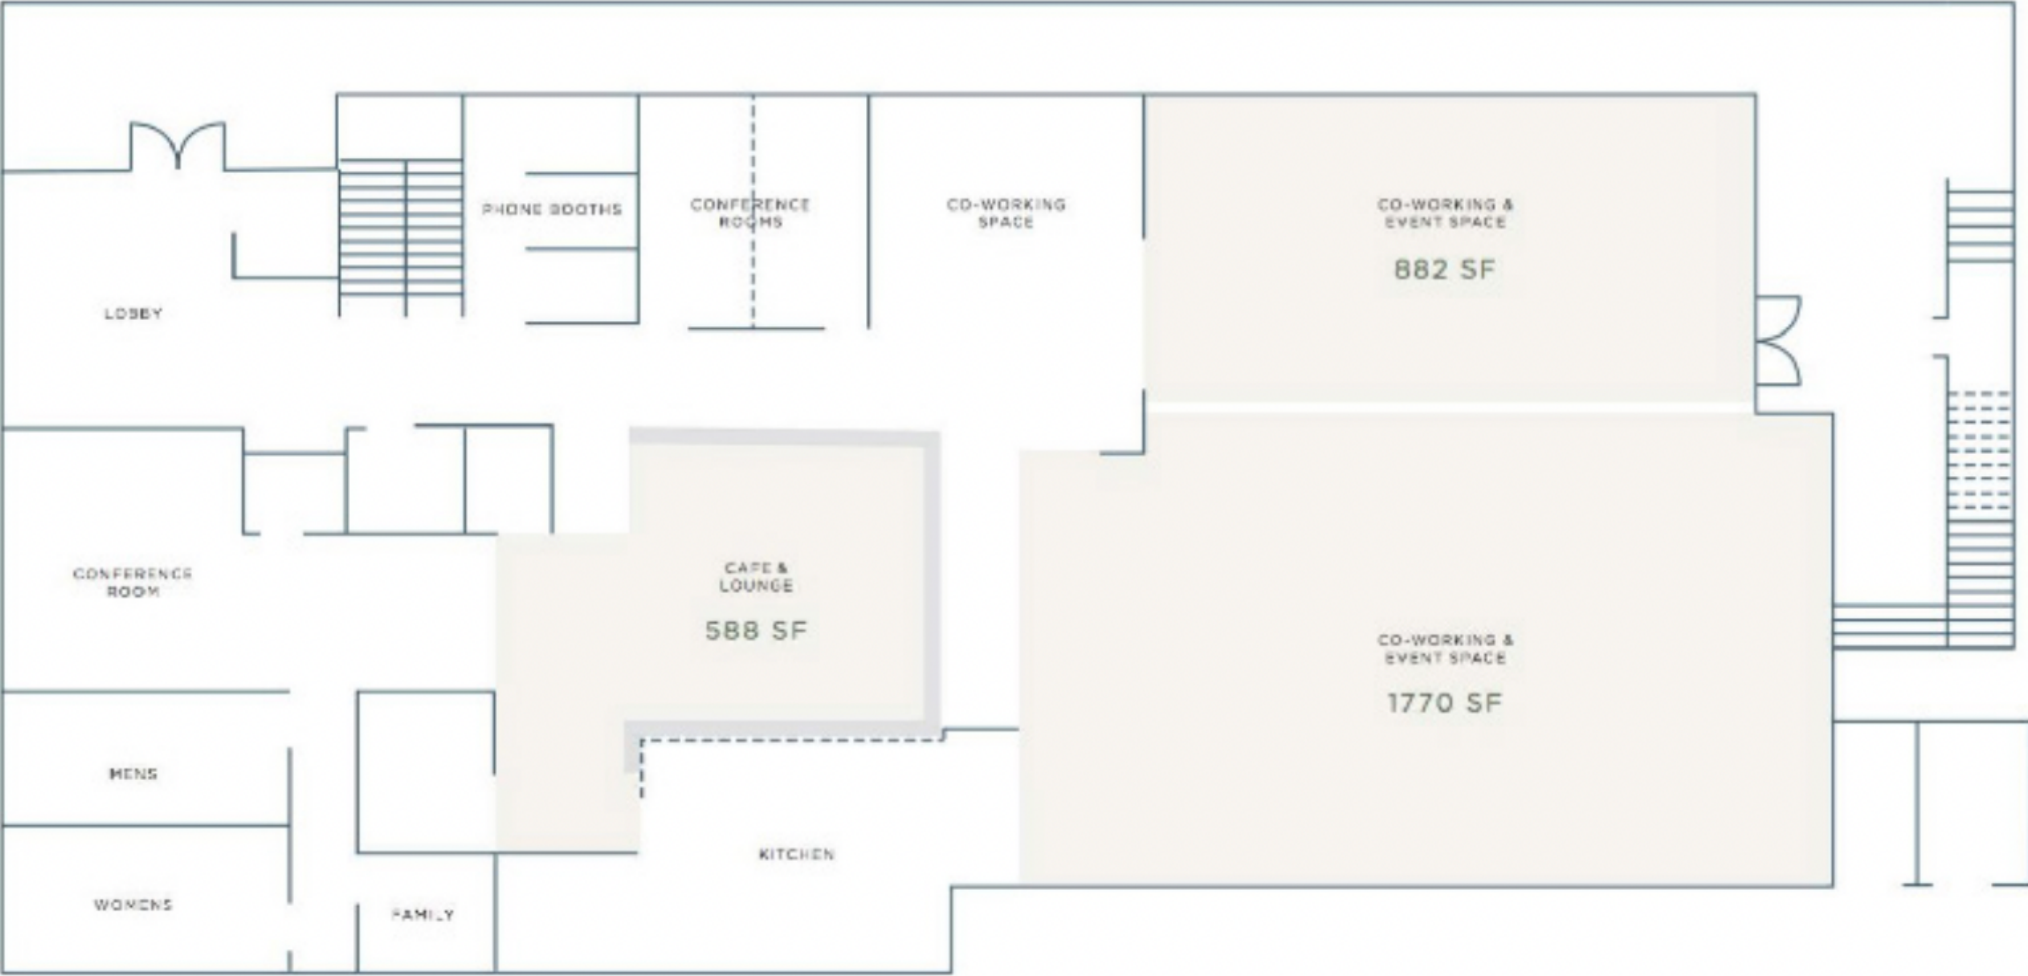 PHONE BOOTHS
CONFERENCE
ROOMS
CO-WORKING
SPACE
CO-WORKING &
EVENT SPACE
882 SF
LOBBY
CONFERENCE
ROOM
CAFE &
LOUNGE
588 SF
CO-WORKING &
EVENT SPACE
1770 SF
MENS
KITCHEN
WOMENS
FAMILY